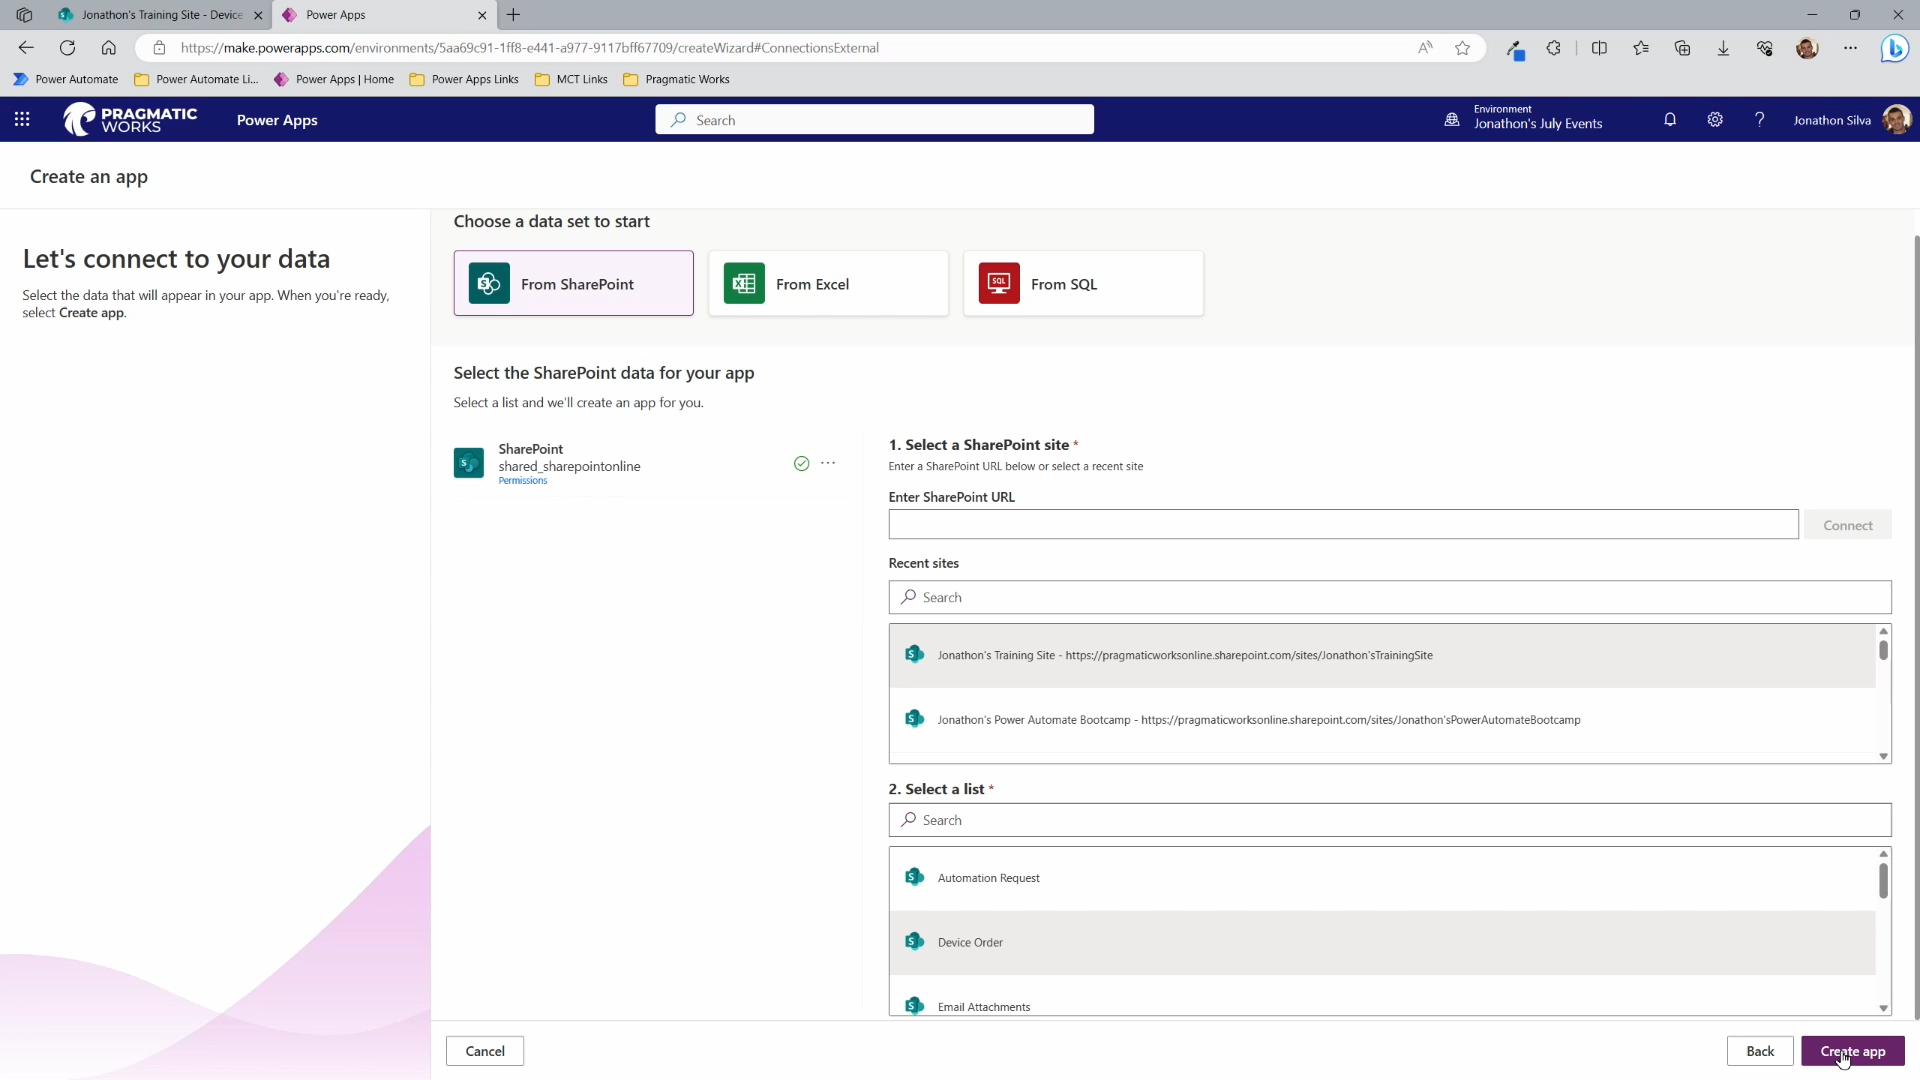 Jonathon's Training Site - Device
Power Apps
https://make.powerapps.com/environments/5aa69c91-1ff8-e441-a977-9117bff67709/createWizard#ConnectionsExternal
Power Automate
Power Automate Li...
Power Apps | Home
Power Apps Links
MCT Links
Pragmatic Works
PRAGMATIC
WORKS
Power Apps
Search
Environment
Jonathon's July Events
?
Jonathon Silva
Create an app
Let's connect to your data
Select the data that will appear in your app. When you're ready,
select Create app.
Choose a data set to start
From SharePoint
From Excel
SQL
From SQL
Select the SharePoint data for your app
Select a list and we'll create an app for you.
SharePoint
shared_sharepointonline
Permissions
1. Select a SharePoint site *
Enter a SharePoint URL below or select a recent site
Enter SharePoint URL
Connect
Recent sites
Search
Jonathon's Training Site - https://pragmaticworksonline.sharepoint.com/sites/Jonathon'sTrainingSite
Jonathon's Power Automate Bootcamp - https://pragmaticworksonline.sharepoint.com/sites/Jonathon'sPowerAutomateBootcamp
2. Select a list *
Search
Automation Request
Device Order
Email Attachments
Cancel
Back
Create app